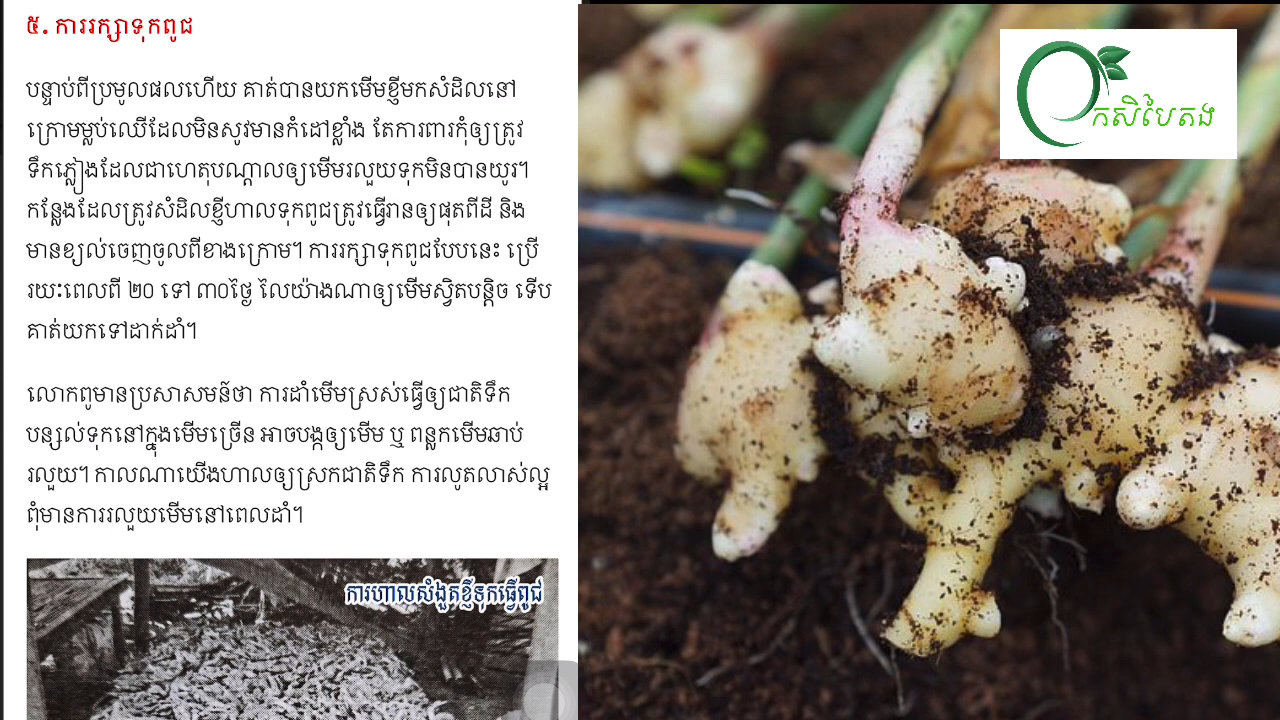 ៥. ការរក្សាទុកពូជ
បន្ទាប់ពីប្រមូលផលហើយ គាត់បានយកមើមខ្ញីមកសំដិលនៅ
ក្រោមម្លប់ឈើដែលមិនសូវមានកំដៅខ្លាំង តែការពារកុំឲ្យត្រូវ
ទឹកភ្លៀងដែលជាហេតុបណ្តាលឲ្យមើមរលួយទុកមិនបានយូរ។
កន្លែងដែលត្រូវសំដិលខ្ញីហាលទុកពូជត្រូវធ្វើរានឲ្យផុតពីដី និង
មានខ្យល់ចេញចូលពីខាងក្រោម។ ការរក្សាទុកពូជបែបនេះ ប្រើ
រយៈពេលពី ២០ ទៅ ៣០ថ្ងៃ លៃយ៉ាងណាឲ្យមើមស្វិតបន្តិច ទើប
គាត់យកទៅដាក់ដាំ។
លោកពូមានប្រសាសមន៍ថា ការដាំមើមស្រស់ធ្វើឲ្យជាតិទឹក
បន្សល់ទុកនៅក្នុងមើមច្រើន អាចបង្កឲ្យមើម ឬ ពន្លកមើមឆាប់
រលួយ។ កាលណាយើងហាលឲ្យស្រកជាតិទឹក ការលូតលាស់ល្អ
ពុំមានការរលួយមើមនៅពេលដាំ។
ការហាលសំងួតខ្ញីទុកធ្វើពូជ
កសិបៃតង